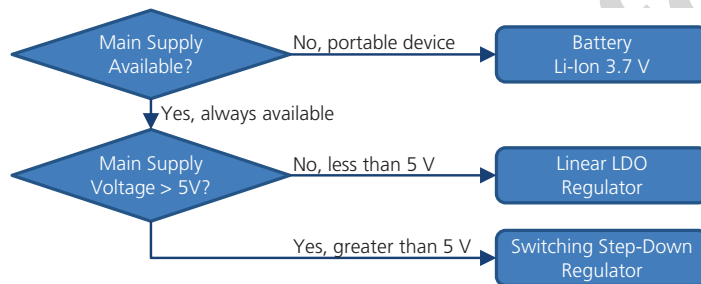 Main Supply
Available?
No, portable device
Battery
Li-Ion 3.7 V
Yes, always available
Main Supply
Voltage > 5V?
No, less than 5 V
Linear LDO
Regulator
Yes, greater than 5 V
Switching Step-Down
Regulator